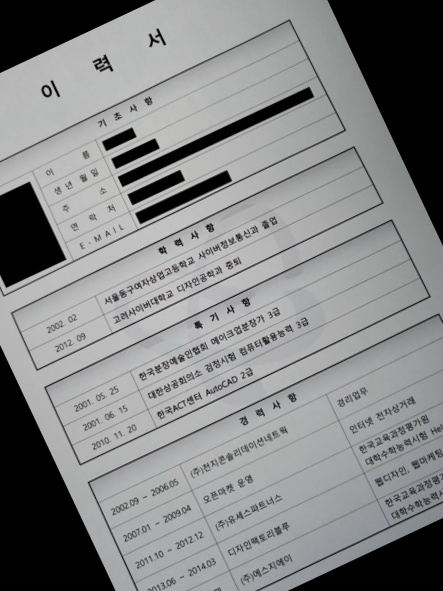 이 력 서
기 초 사 항
이 름
생 년 월 일
주 소
연 락 처
E - M A I L
학 력 사 항
2002. 02 서울동구여자상업고등학교 사이버정보통신과 졸업
2012. 09 고려사이버대학교 디자인공학과 중퇴
특 기 사 항
2001. 05. 25 한국분장예술인협회 메이크업분장가 3급
2001. 06. 15 대한상공회의소 검정시험 컴퓨터활용능력 3급
2010. 11. 20 한국ACT센터 AutoCAD 2급
경 력 사 항
2002.09 ~ 2006.05 (주)천지콘솔리데이션네트웍 경리업무
2007.01 ~ 2009.04 오픈마켓 운영 인터넷 전자상거래
2011.10 ~ 2012.12 (주)유세스파트너스 한국교육과정평가원
대학수학능력시험 Hel
2013.06 ~ 2014.03 디자인팩토리블루 웹디자인, 웹마케팅
(주)에스지에이 한국교육과정평가
대학수학능력시